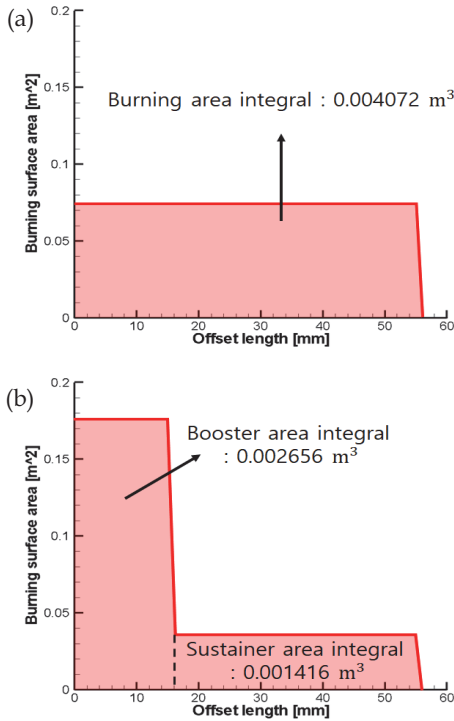 (a)
0.2
0.15
0.1
0.05
0
Burning surface area [m^2]
Burning area integral : 0.004072 m³
0 10 20 30 40 50 60
Offset length [mm]
(b)
0.2
0.15
0.1
0.05
0
Burning surface area [m^2]
Booster area integral
: 0.002656 m³
Sustainer area integral
: 0.001416 m³
0 10 20 30 40 50 60
Offset length [mm]